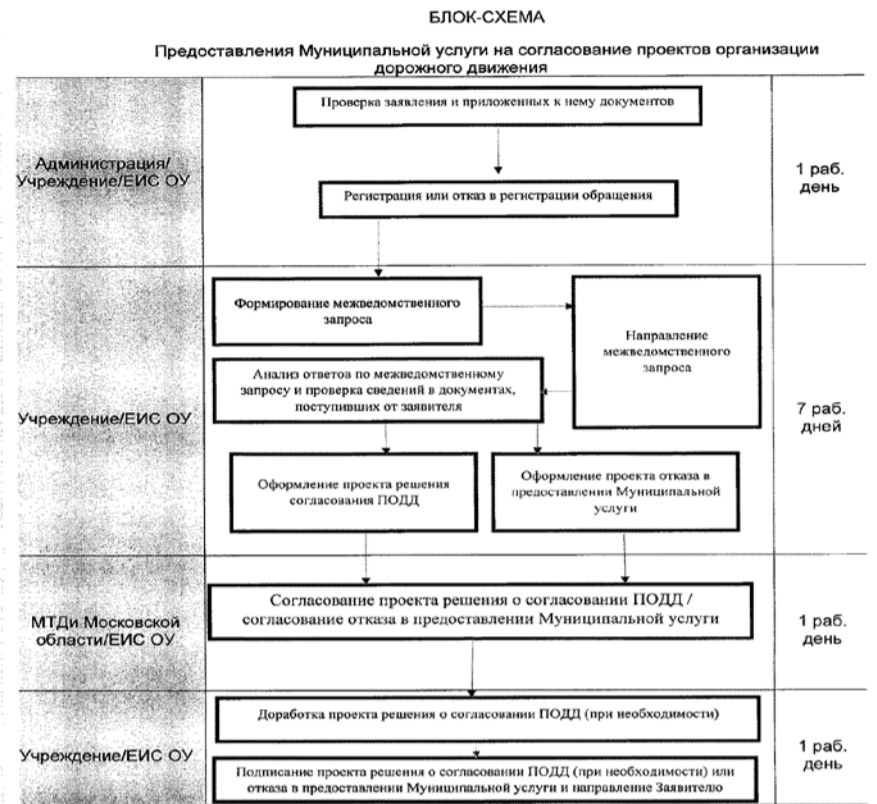 БЛОК-СХЕМА
Предоставления Муниципальной услуги на согласование проектов организации
дорожного движения
Администрация/
Учреждение/ЕИС ОУ
Проверка заявления и приложенных к нему документов
Регистрация или отказ в регистрации обращения
1 раб.
день
Учреждение/ЕИС ОУ
Формирование межведомственного
запроса
Направление
межведомственного
запроса
Анализ ответов по межведомственному
запросу и проверка сведений в документах,
поступивших от заявителя
Оформление проекта решения
согласования ПОДД
Оформление проекта отказа в
предоставлении Муниципальной
услуги
7 раб.
дней
МТДи Московской
области/ЕИС ОУ
Согласование проекта решения о согласовании ПОДД /
согласование отказа в предоставлении Муниципальной услуги
1 раб.
день
Учреждение/ЕИС ОУ
Доработка проекта решения о согласовании ПОДД (при необходимости)
Подписание проекта решения о согласовании ПОДД (при необходимости) или
отказа в предоставлении Муниципальной услуги и направление Заявителю
1 раб.
день